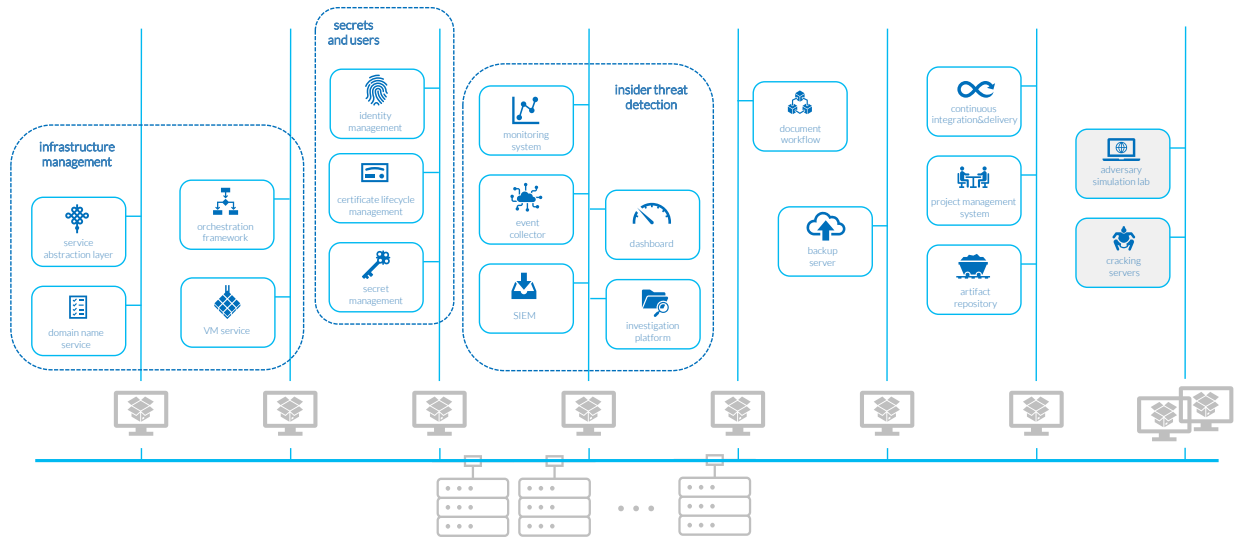 infrastructure
management
service
abstraction layer
domain name
service
orchestration
framework
VM service
secrets
and users
identity
management
certificate lifecycle
management
secret
management
insider threat
detection
monitoring
system
event
collector
SIEM
dashboard
investigation
platform
document
workflow
backup
server
continuous
integration&delivery
project management
system
artifact
repository
adversary
simulation lab
cracking
servers